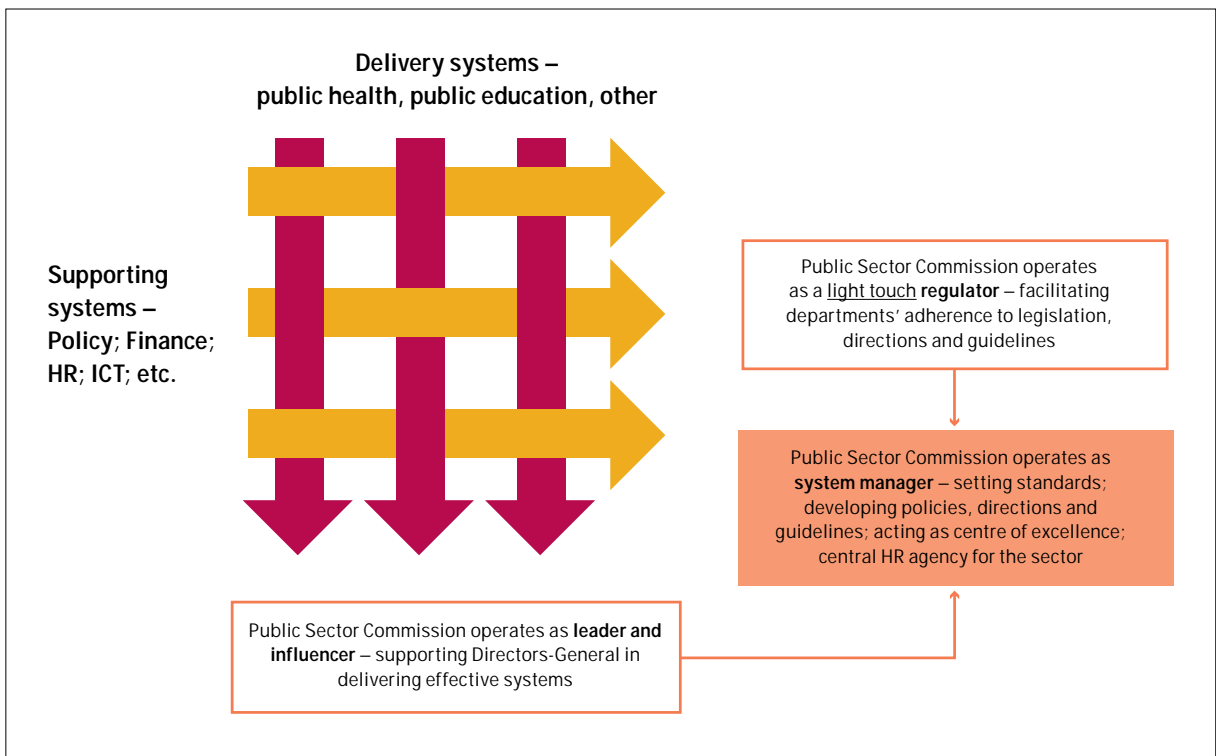 Delivery systems –
public health, public education, other
Supporting
systems –
Policy; Finance;
HR; ICT; etc.
Public Sector Commission operates
as a light touch regulator – facilitating
departments’ adherence to legislation,
directions and guidelines
Public Sector Commission operates as
system manager – setting standards;
developing policies, directions and
guidelines; acting as centre of excellence;
central HR agency for the sector
Public Sector Commission operates as leader and
influencer – supporting Directors-General in
delivering effective systems